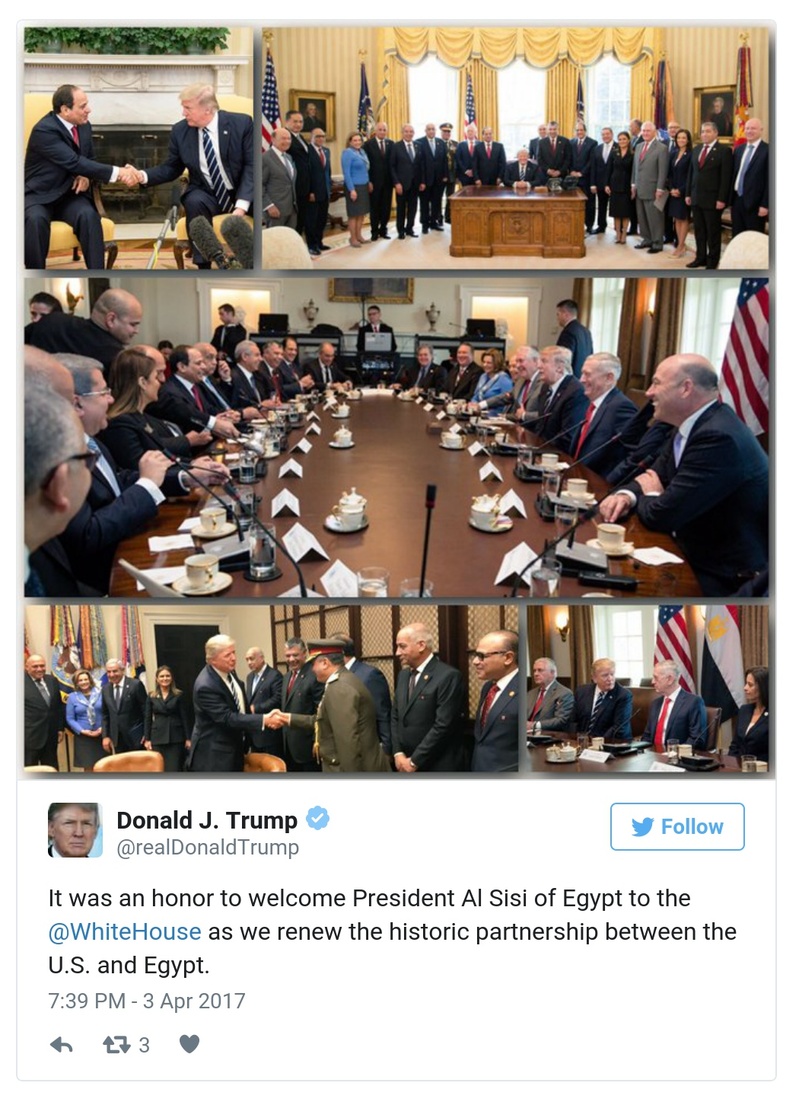 Donald J. Trump
@realDonaldTrump
Follow
It was an honor to welcome President Al Sisi of Egypt to the
@WhiteHouse as we renew the historic partnership between the
U.S. and Egypt.
7:39 PM - 3 Apr 2017
3